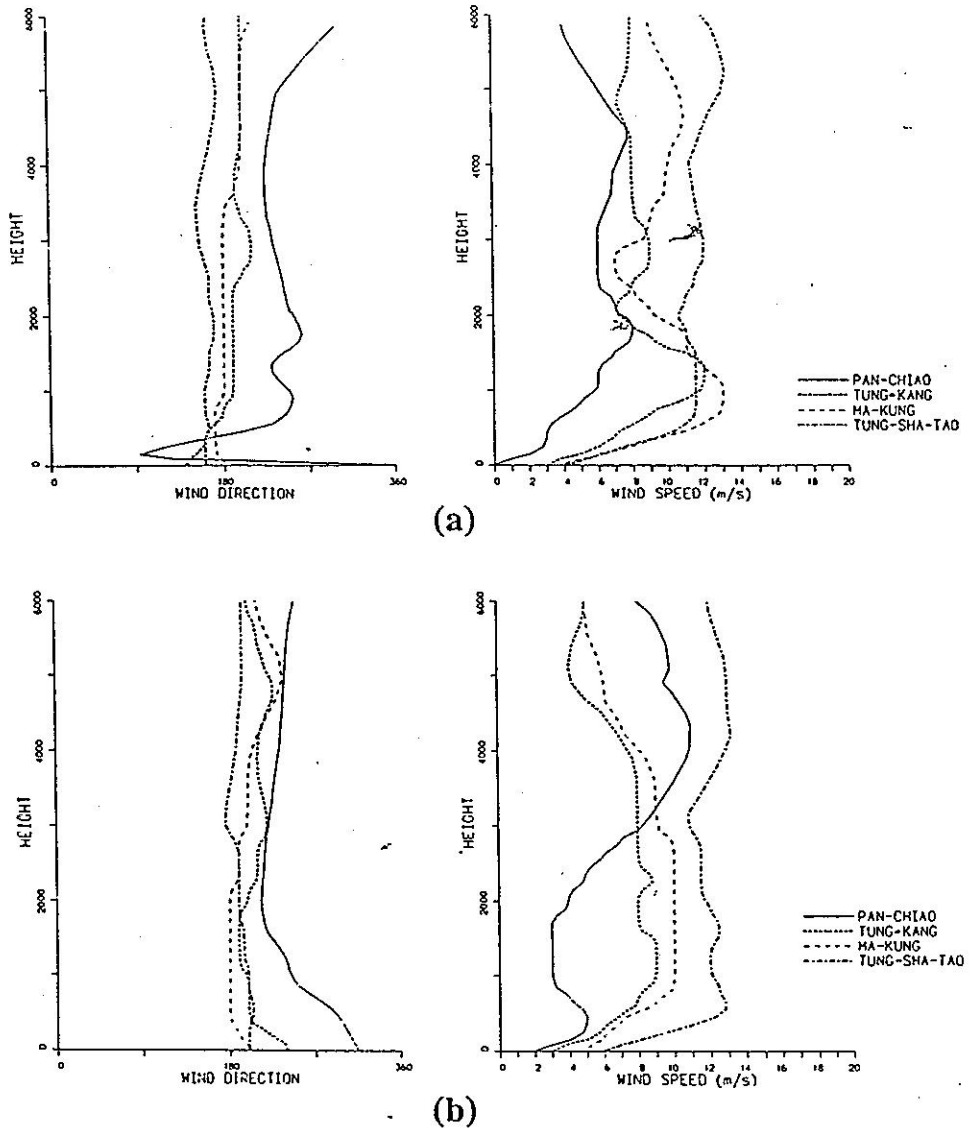 6000
4000
HEIGHT
2000
0
0
180
360
WIND DIRECTION
6000
4000
HEIGHT
2000
0
0 2 4 6 8 10 12 14 16 18 20
WIND SPEED (m/s)
PAN-CHIAO
TUNG-KANG
MA-KUNG
TUNG-SHA-TAO
(a)
6000
4000
HEIGHT
2000
0
0
180
360
WIND DIRECTION
6000
4000
HEIGHT
2000
0
0 2 4 6 8 10 12 14 16 18 20
WIND SPEED (m/s)
PAN-CHIAO
TUNG-KANG
MA-KUNG
TUNG-SHA-TAO
(b)